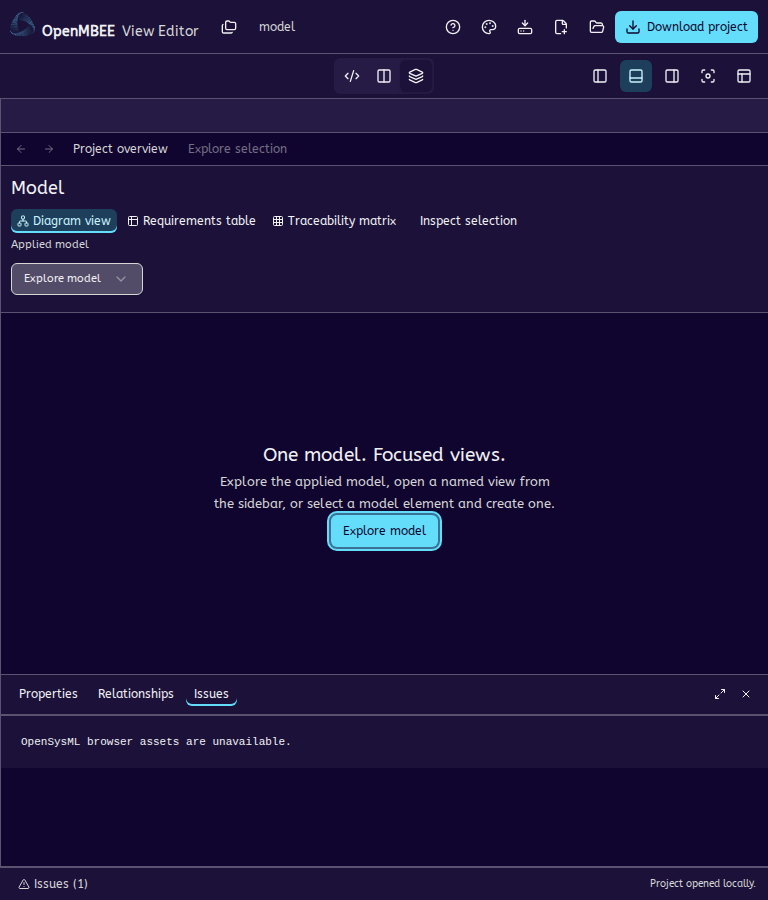 OpenMBEE View Editor model Download project
Project overview Explore selection
Model
Diagram view Requirements table Traceability matrix Inspect selection
Applied model
Explore model
One model. Focused views.
Explore the applied model, open a named view from
the sidebar, or select a model element and create one.
Explore model
Properties Relationships Issues
OpenSysML browser assets are unavailable.
Issues (1) Project opened locally.